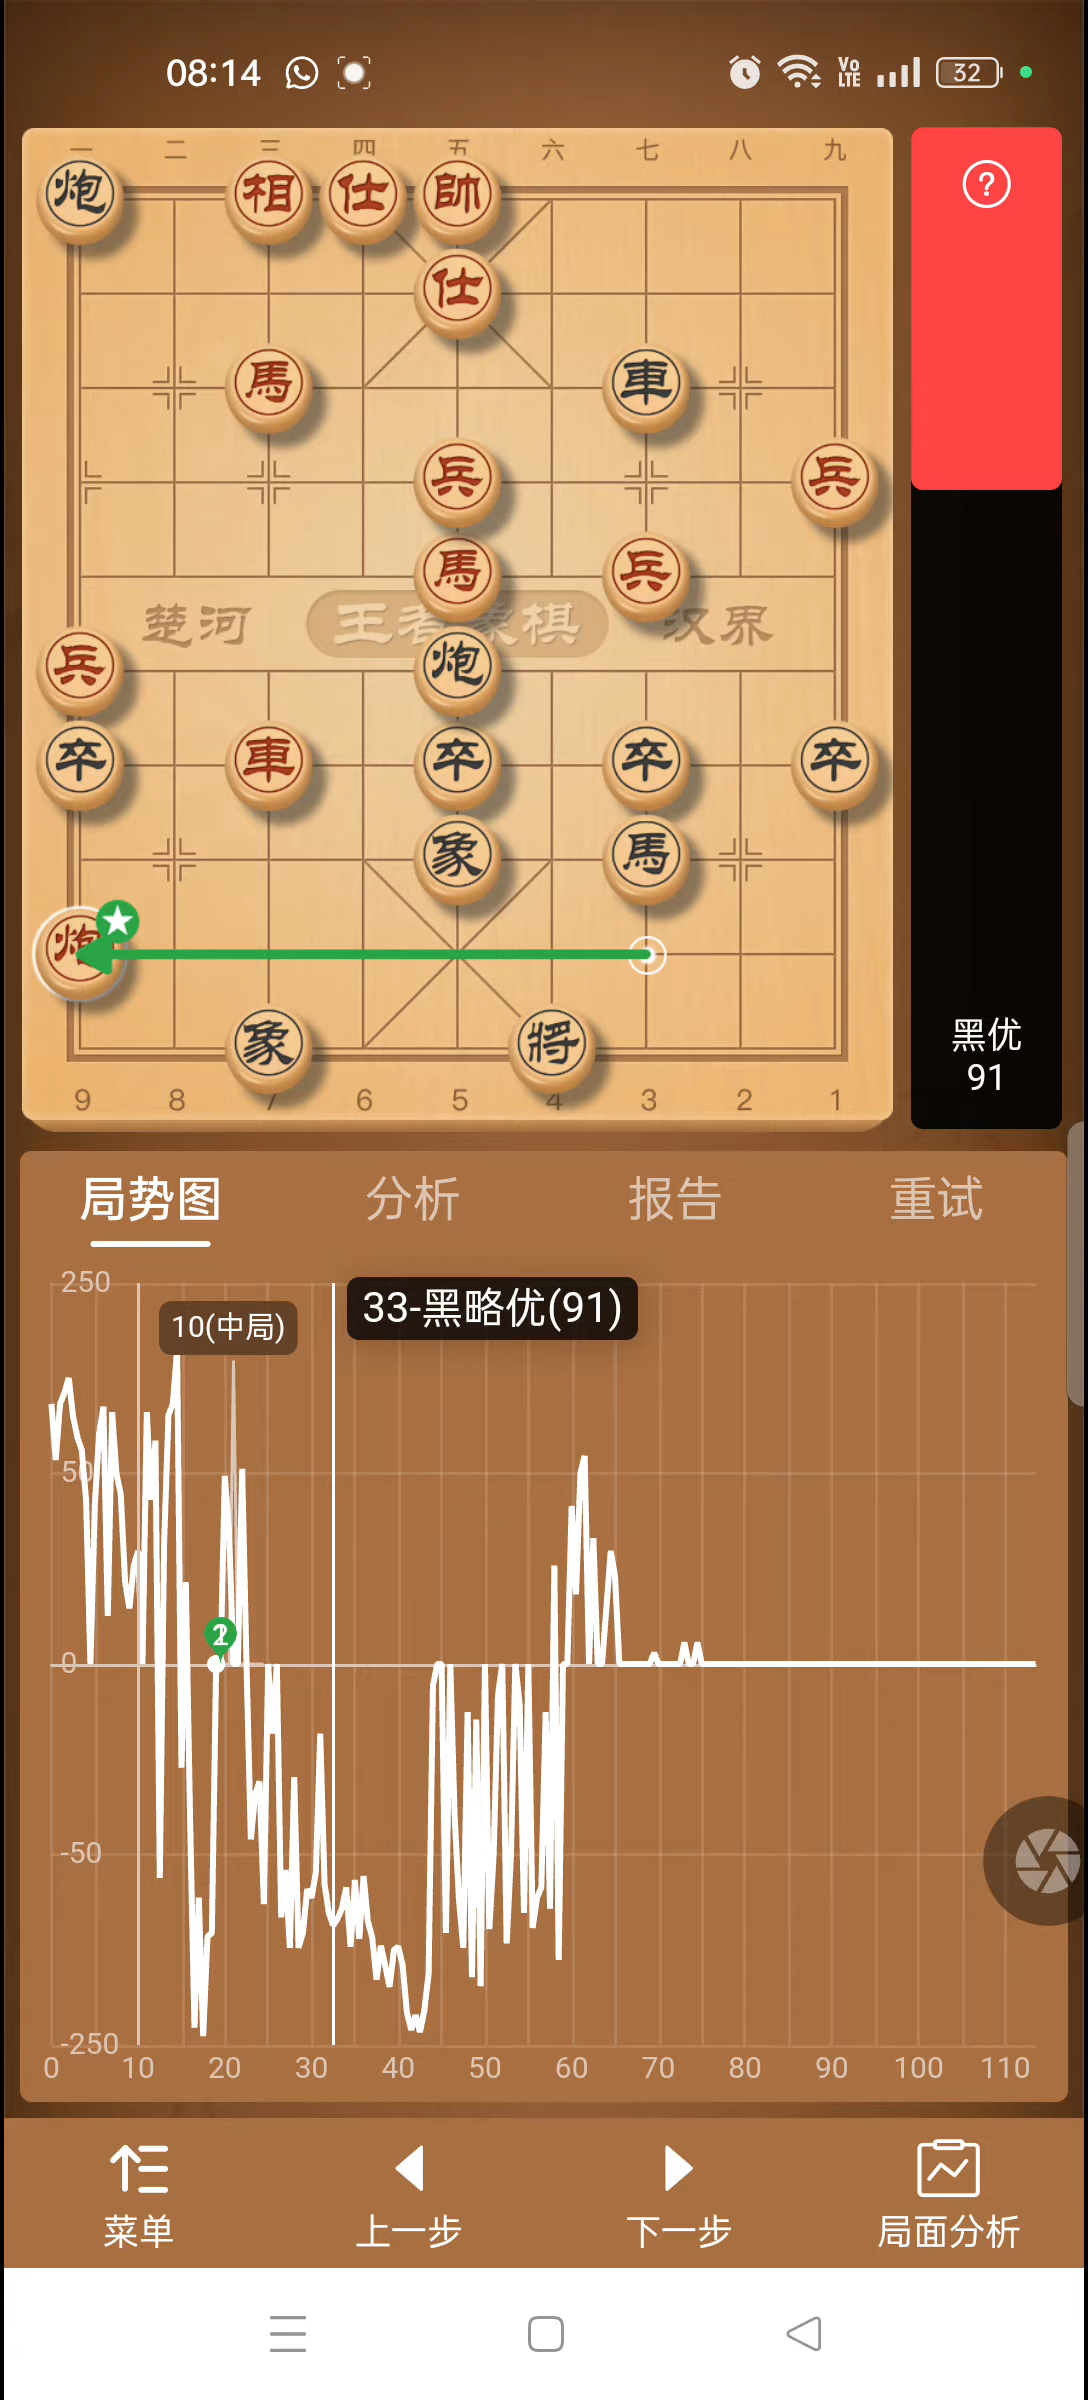 08:14
Vo LTE
32
一 二 三 四 五 六 七 八 九
炮 相 仕 帥
?
仕
馬 車
兵 兵
馬 兵
楚河 王者象棋 汉界
兵 炮
卒 車 卒 卒 卒
象 馬
炮
象 將
9 8 7 6 5 4 3 2 1
黑优
91
局势图 分析 报告 重试
250
33-黑略优(91)
10(中局)
50
0
-50
-250
0 10 20 30 40 50 60 70 80 90 100 110
菜单 上一步 下一步 局面分析